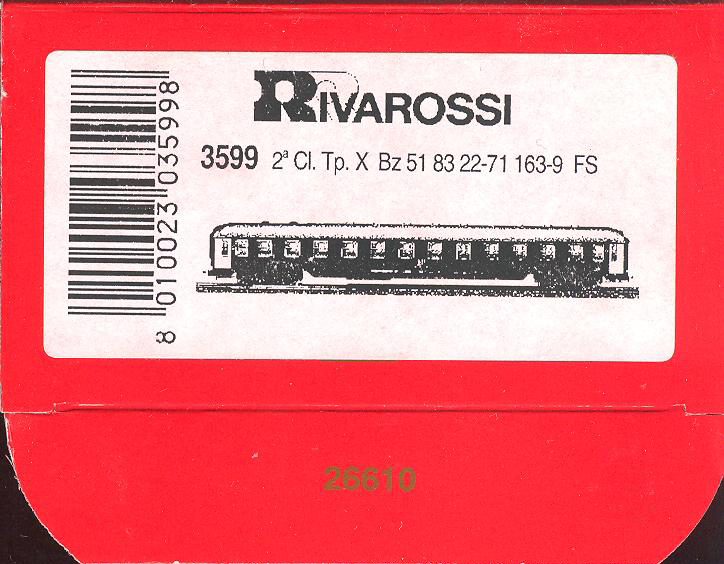 RIVAROSSI
3599 2ª Cl. Tp. X Bz 51 83 22-71 163-9 FS
8 010023 035998
26610